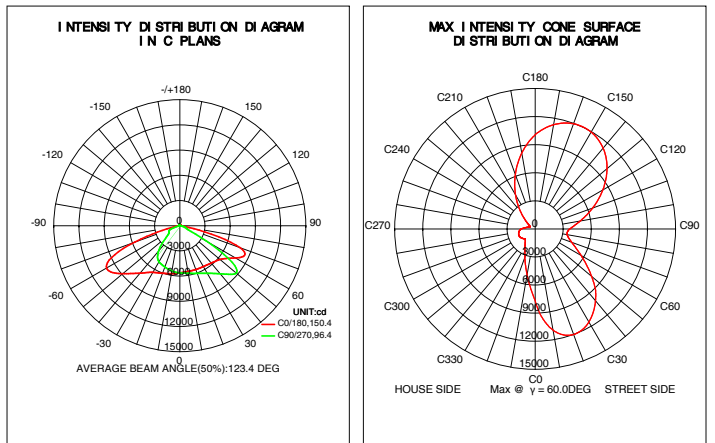 INTENSITY DISTRIBUTION DIAGRAM
IN C PLANS
-/+180
-150
150
-120
120
-90
90
-60
60
-30
30
0
0
3000
6000
9000
12000
15000
UNIT:cd
C0/180,150.4
C90/270,96.4
AVERAGE BEAM ANGLE(50%):123.4 DEG
MAX INTENSITY CONE SURFACE
DISTRIBUTION DIAGRAM
C180
C210
C150
C240
C120
C270
C90
C300
C60
C330
C30
C0
0
3000
6000
9000
12000
15000
HOUSE SIDE Max @ γ = 60.0DEG STREET SIDE